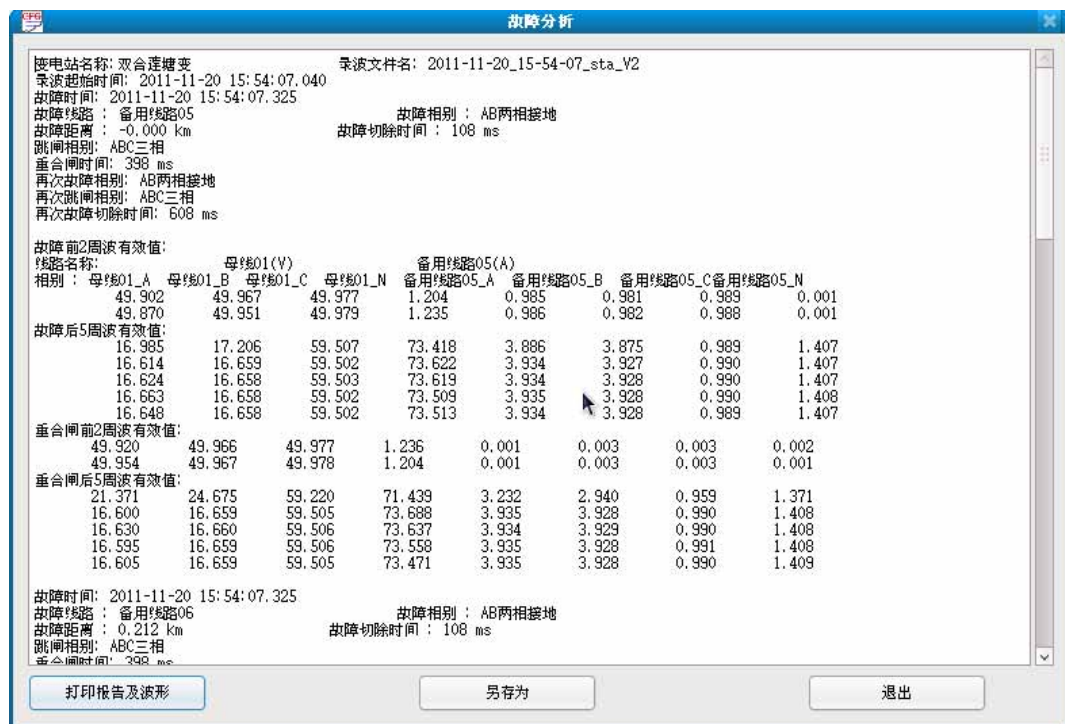 CFG
故障分析
变电站名称: 双合莲塘变 录波文件名: 2011-11-20_15-54-07_sta_V2
录波起始时间: 2011-11-20 15:54:07.040
故障时间: 2011-11-20 15:54:07.325
故障线路 : 备用线路05 故障相别 : AB两相接地
故障距离 : -0.000 km 故障切除时间 : 108 ms
跳闸相别: ABC三相
重合闸时间: 398 ms
再次故障相别: AB两相接地
再次跳闸相别: ABC三相
再次故障切除时间: 608 ms
故障前2周波有效值:
线路名称: 母线01(V) 备用线路05(A)
相别 : 母线01_A 母线01_B 母线01_C 母线01_N 备用线路05_A 备用线路05_B 备用线路05_C备用线路05_N
49.902 49.967 49.977 1.204 0.985 0.981 0.989 0.001
49.870 49.951 49.979 1.235 0.986 0.982 0.988 0.001
故障后5周波有效值:
16.985 17.206 59.507 73.418 3.886 3.875 0.989 1.407
16.614 16.659 59.502 73.622 3.934 3.927 0.990 1.407
16.624 16.658 59.503 73.619 3.934 3.928 0.990 1.407
16.663 16.658 59.502 73.509 3.935 3.928 0.990 1.408
16.648 16.658 59.502 73.513 3.934 3.928 0.989 1.407
重合闸前2周波有效值:
49.920 49.966 49.977 1.236 0.001 0.003 0.003 0.002
49.954 49.967 49.978 1.204 0.001 0.003 0.003 0.001
重合闸后5周波有效值:
21.371 24.675 59.220 71.439 3.232 2.940 0.959 1.371
16.600 16.659 59.505 73.688 3.935 3.928 0.990 1.408
16.630 16.660 59.506 73.637 3.934 3.929 0.990 1.408
16.595 16.659 59.506 73.558 3.935 3.928 0.991 1.408
16.605 16.659 59.505 73.471 3.935 3.928 0.990 1.409
故障时间: 2011-11-20 15:54:07.325
故障线路 : 备用线路06 故障相别 : AB两相接地
故障距离 : 0.212 km 故障切除时间 : 108 ms
跳闸相别: ABC三相
重合闸时间: 398 ms
打印报告及波形 另存为 退出